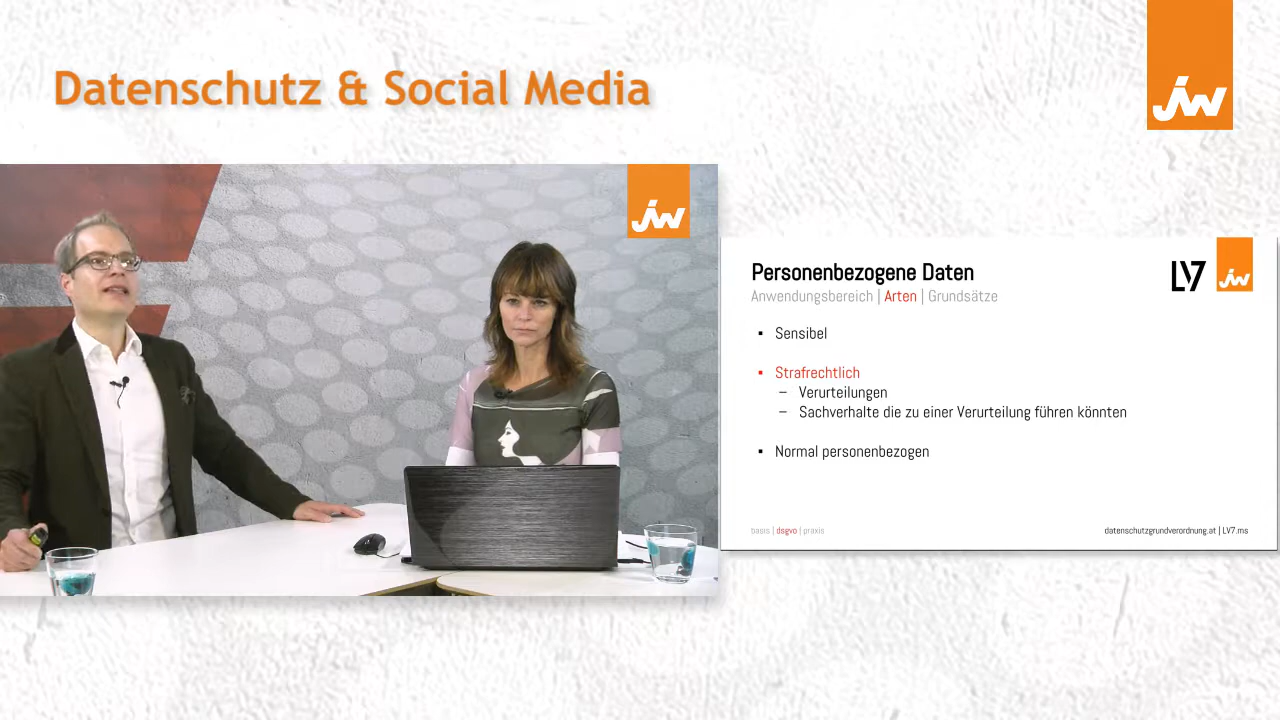 Datenschutz & Social Media
jw
jw
Personenbezogene Daten
LV7
jw
Anwendungsbereich | Arten | Grundsätze
▪ Sensibel
▪ Strafrechtlich
– Verurteilungen
– Sachverhalte die zu einer Verurteilung führen könnten
▪ Normal personenbezogen
basis | dsgvo | praxis
datenschutzgrundverordnung.at | LV7.ms